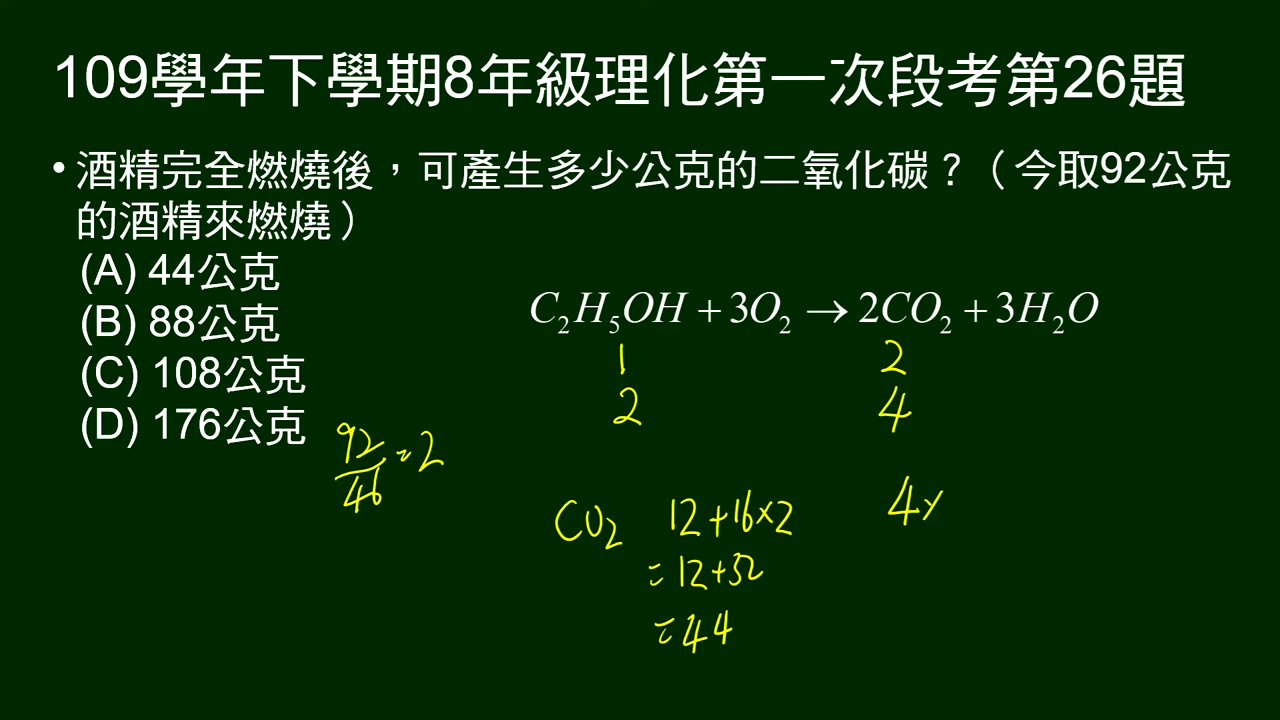 109學年下學期8年級理化第一次段考第26題
• 酒精完全燃燒後，可產生多少公克的二氧化碳？（今取92公克
的酒精來燃燒）
(A) 44公克
(B) 88公克
(C) 108公克
(D) 176公克
C₂H₅OH + 3O₂ → 2CO₂ + 3H₂O
1 2
2 4
92/46 = 2
CO₂ 12+16×2
=12+32
=44
4×